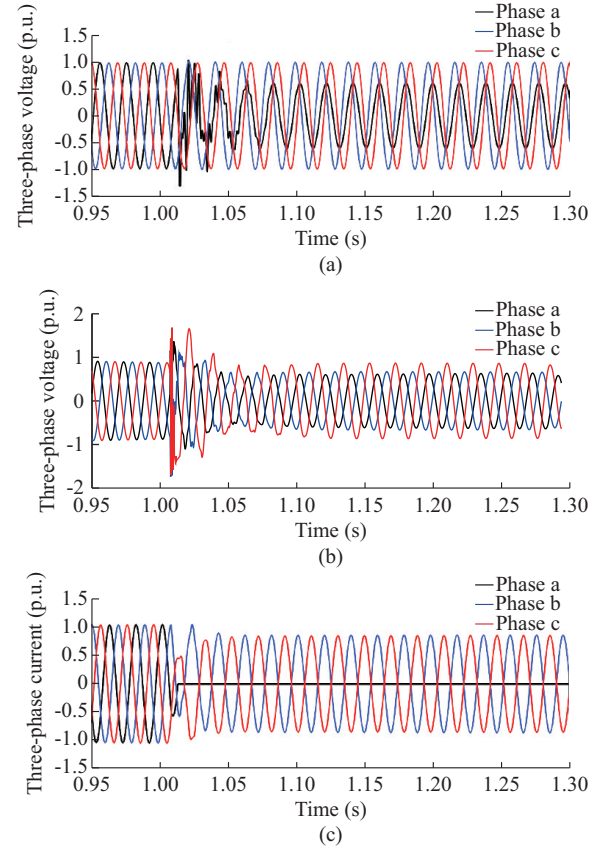 Three-phase voltage (p.u.)
1.5
1.0
0.5
0
-0.5
-1.0
-1.5
Phase a
Phase b
Phase c
0.95 1.00 1.05 1.10 1.15 1.20 1.25 1.30
Time (s)
(a)
Three-phase voltage (p.u.)
2
1
0
-1
-2
Phase a
Phase b
Phase c
0.95 1.00 1.05 1.10 1.15 1.20 1.25 1.30
Time (s)
(b)
Three-phase current (p.u.)
1.5
1.0
0.5
0
-0.5
-1.0
-1.5
Phase a
Phase b
Phase c
0.95 1.00 1.05 1.10 1.15 1.20 1.25 1.30
Time (s)
(c)